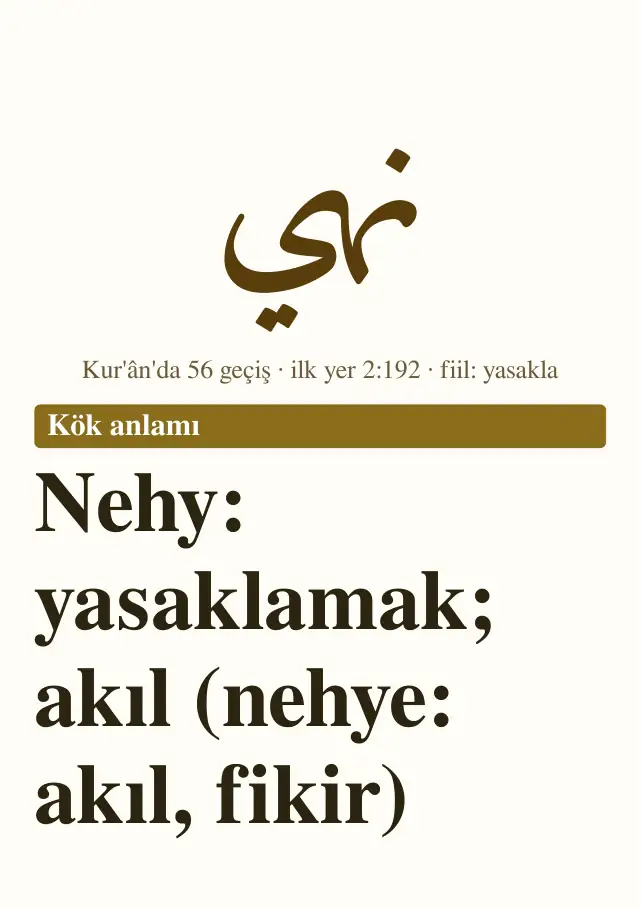 نهي
Kur'ân'da 56 geçiş · ilk yer 2:192 · fiil: yasakla
Kök anlamı
Nehy:
yasaklamak;
akıl (nehye:
akıl, fikir)